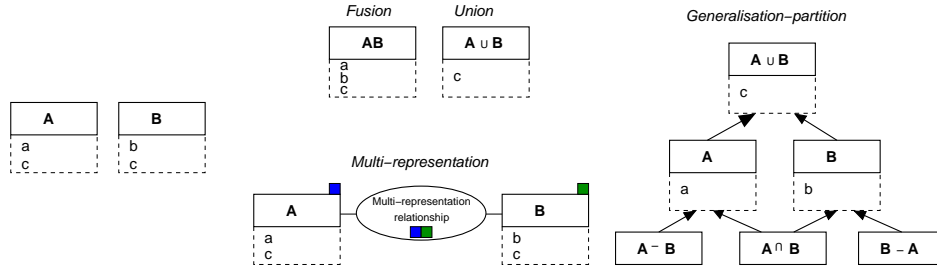 A
a
c
B
b
c
Fusion
AB
a
b
c
Union
A ∪ B
c
Multi−representation
A
a
c
Multi−representation
relationship
B
b
c
Generalisation−partition
A ∪ B
c
A
a
B
b
A − B
A ∩ B
B − A